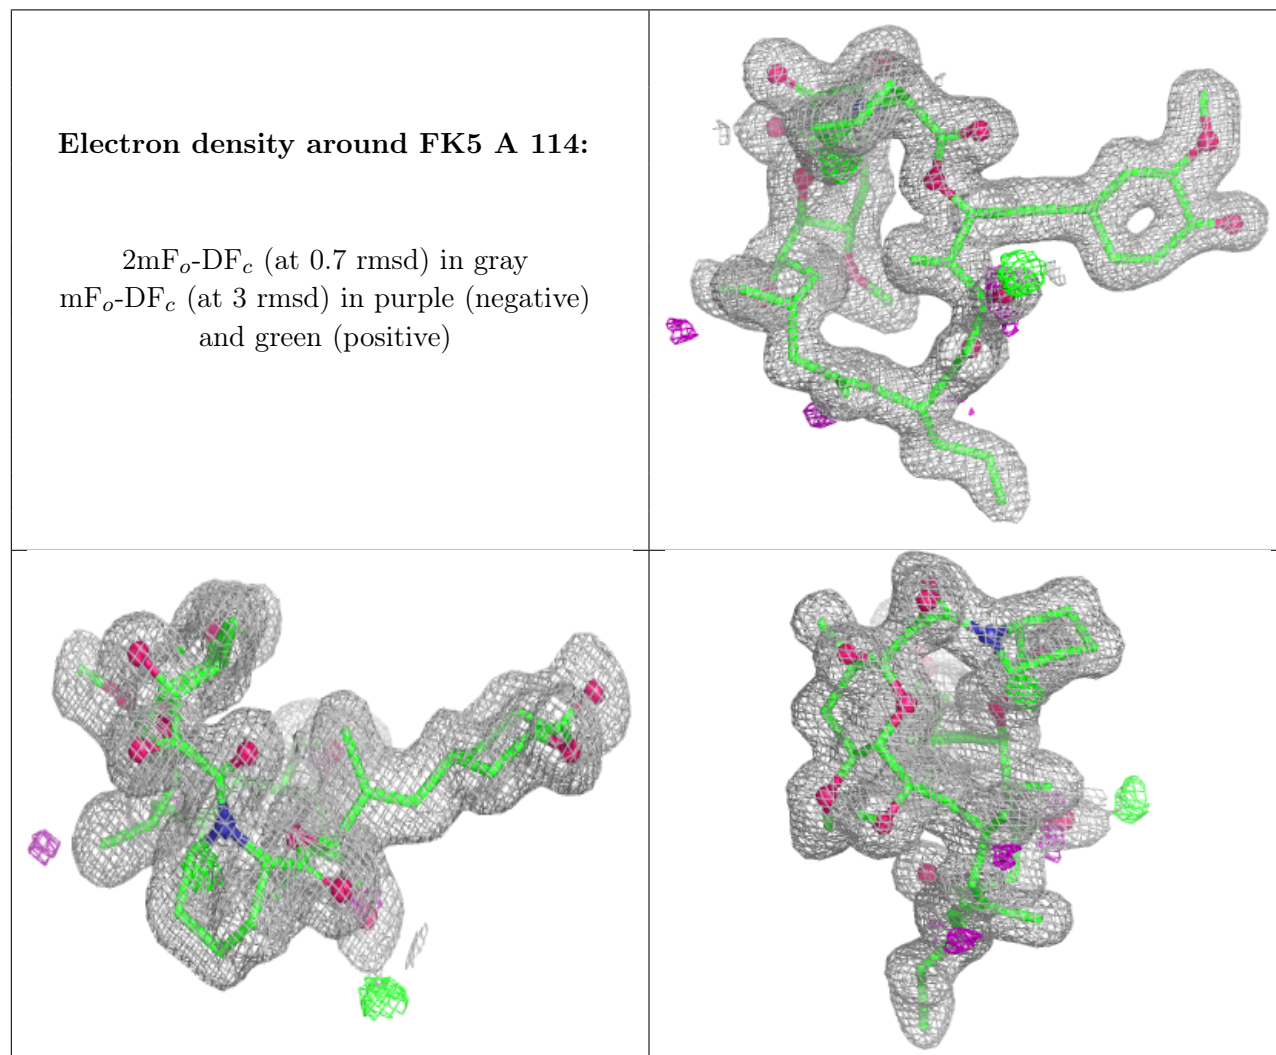 Electron density around FK5 A 114:
2mFo-DFc (at 0.7 rmsd) in gray
mFo-DFc (at 3 rmsd) in purple (negative)
and green (positive)